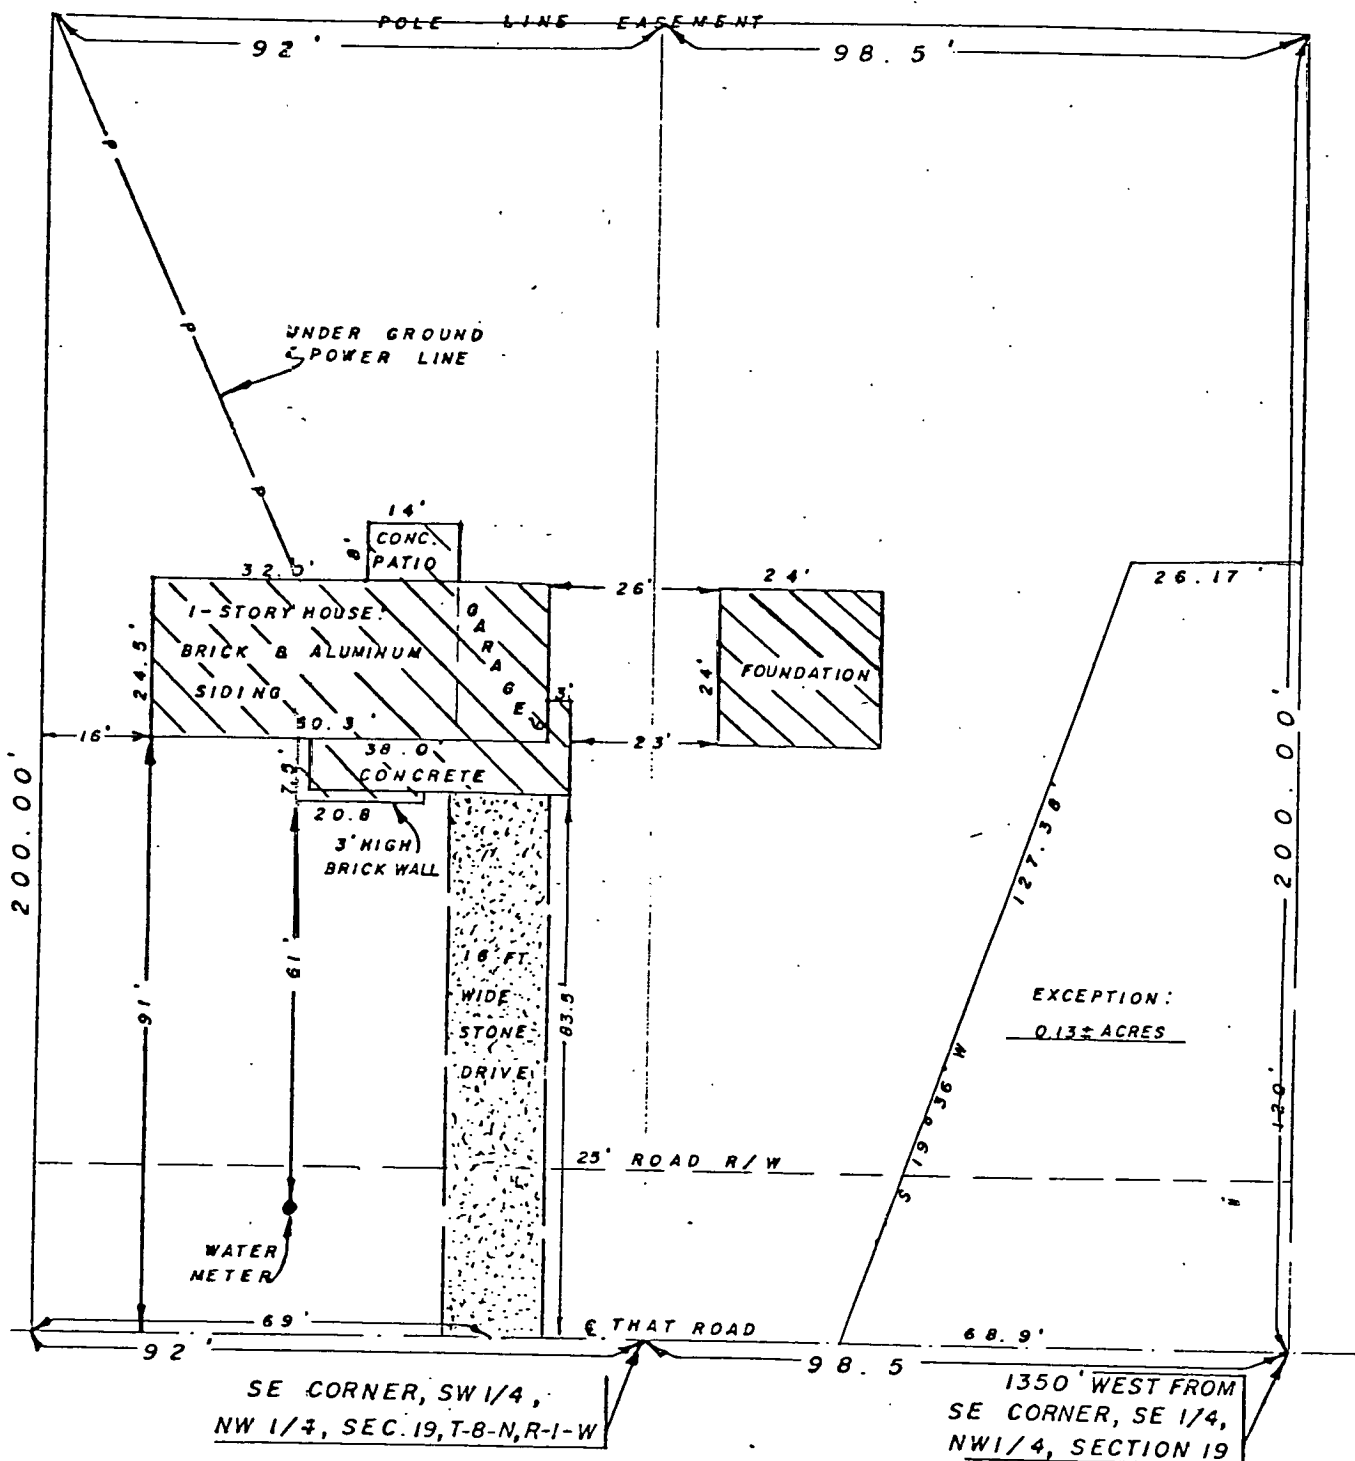 POLE LINE EASEMENT
92'
98.5'
P
P
P
UNDER GROUND
POWER LINE
14'
8'
CONC.
PATIO
32.0'
1-STORY HOUSE:
BRICK & ALUMINUM
SIDING
GARAGE
24.5'
26'
24'
24'
FOUNDATION
26.17'
16'
50.3'
3'
23'
38.0'
CONCRETE
7.5'
20.8
3' HIGH
BRICK WALL
200.00'
200.00'
127.38'
91'
61'
83.5'
16 FT.
WIDE
STONE
DRIVE
EXCEPTION:
0.13± ACRES
S 19° 36' W
120'
25' ROAD R/W
WATER
METER
69'
℄ THAT ROAD
68.9'
92'
98.5
SE CORNER, SW 1/4,
NW 1/4, SEC. 19, T-8-N, R-1-W
1350' WEST FROM
SE CORNER, SE 1/4,
NW 1/4, SECTION 19